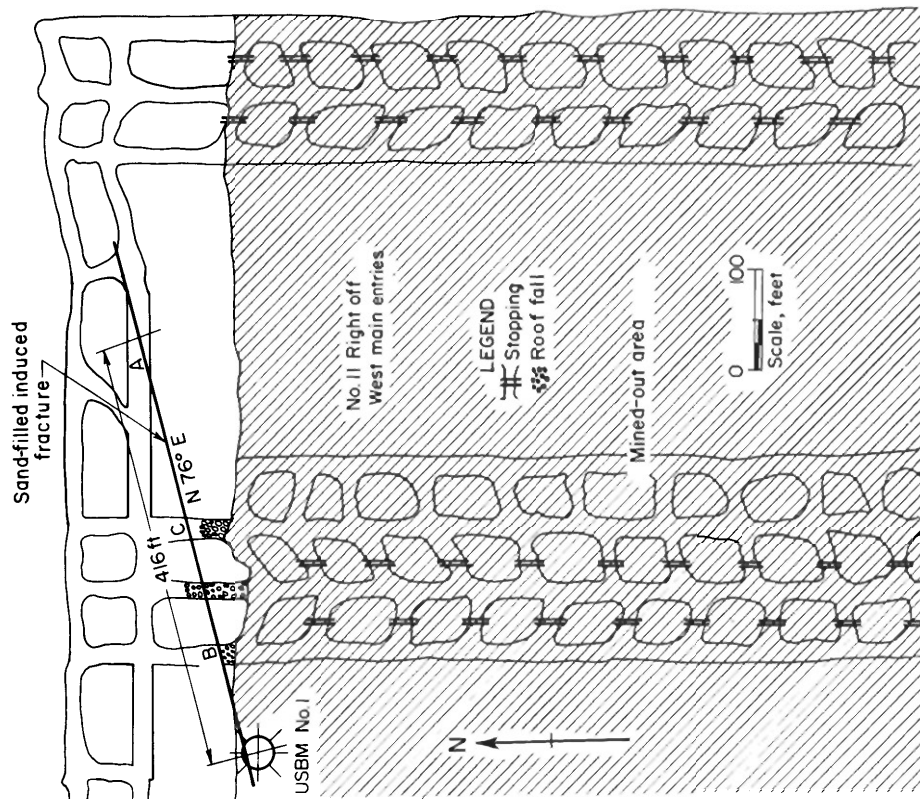 Sand-filled induced
fracture
A
N 76° E
416 ft
C
B
USBM No. 1
No. 11 Right off
West main entries
LEGEND
Stopping
Roof fall
Mined-out area
0 100
Scale, feet
N